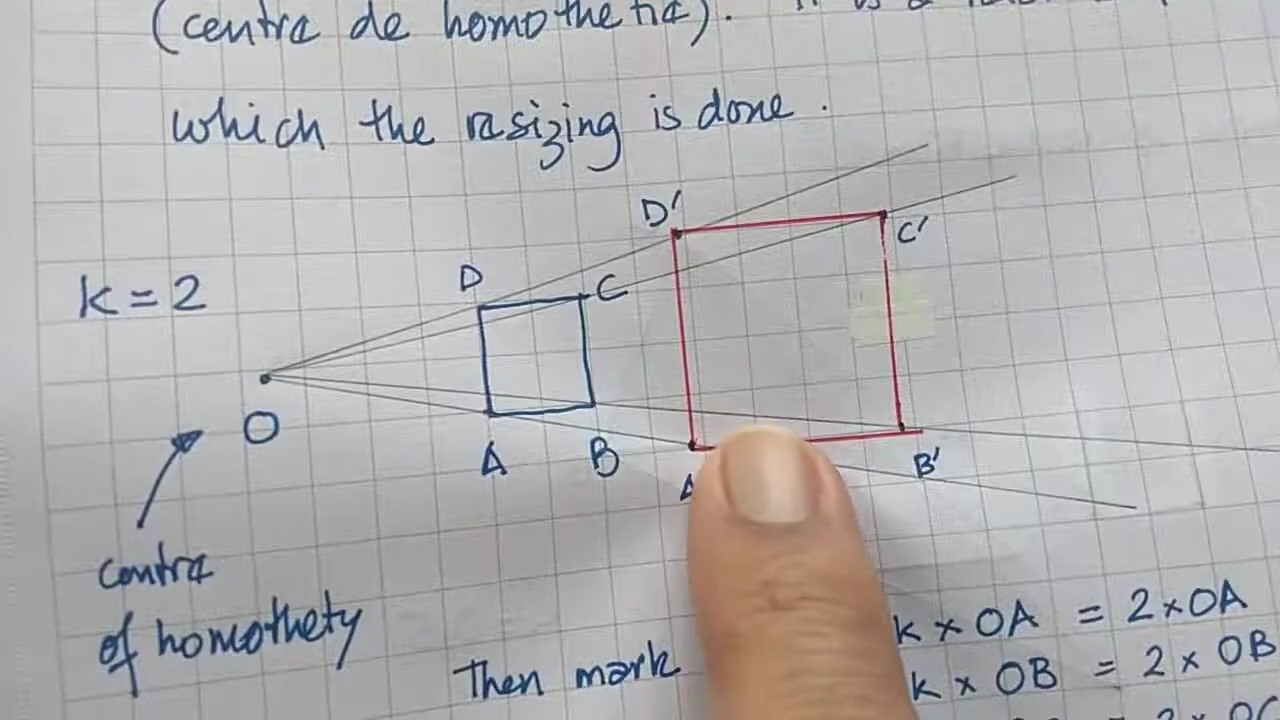 (centre de homothetia).
which the resizing is done.
D'
C'
D
C
k = 2
O
A
B
B'
centre
of homothety
Then mark
k × OA = 2×OA
k × OB = 2 × OB